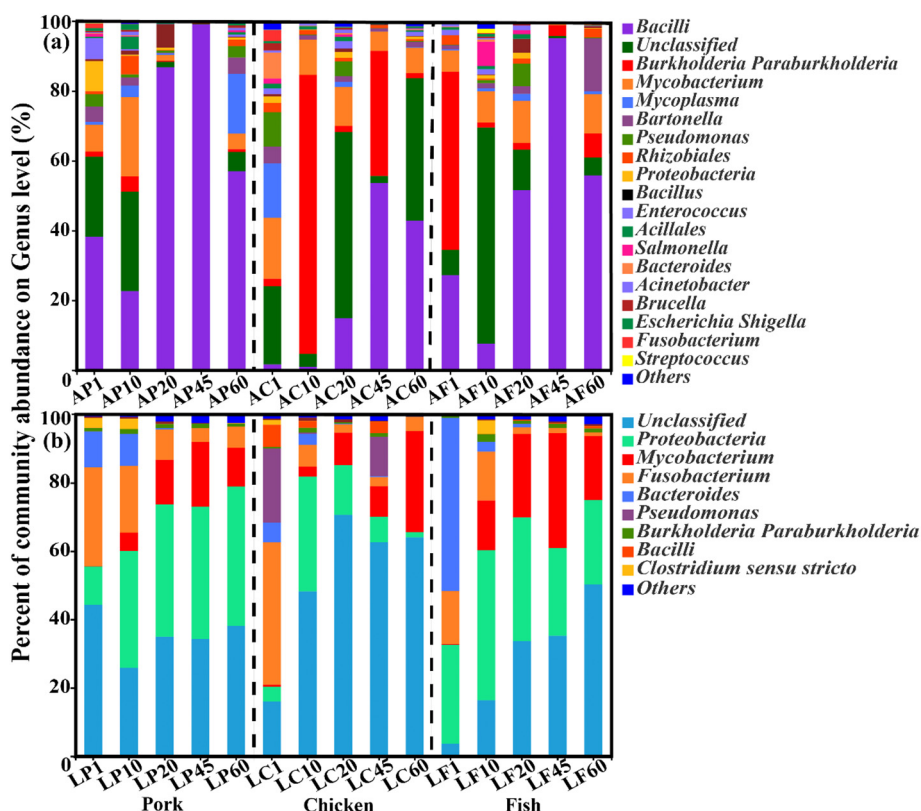 Percent of community abundance on Genus level (%)
(a)
100
80
60
40
20
0
AP1 AP10 AP20 AP45 AP60 AC1 AC10 AC20 AC45 AC60 AF1 AF10 AF20 AF45 AF60
Bacilli
Unclassified
Burkholderia Paraburkholderia
Mycobacterium
Mycoplasma
Bartonella
Pseudomonas
Rhizobiales
Proteobacteria
Bacillus
Enterococcus
Acillales
Salmonella
Bacteroides
Acinetobacter
Brucella
Escherichia Shigella
Fusobacterium
Streptococcus
Others
(b)
100
80
60
40
20
0
LP1 LP10 LP20 LP45 LP60 LC1 LC10 LC20 LC45 LC60 LF1 LF10 LF20 LF45 LF60
Pork Chicken Fish
Unclassified
Proteobacteria
Mycobacterium
Fusobacterium
Bacteroides
Pseudomonas
Burkholderia Paraburkholderia
Bacilli
Clostridium sensu stricto
Others